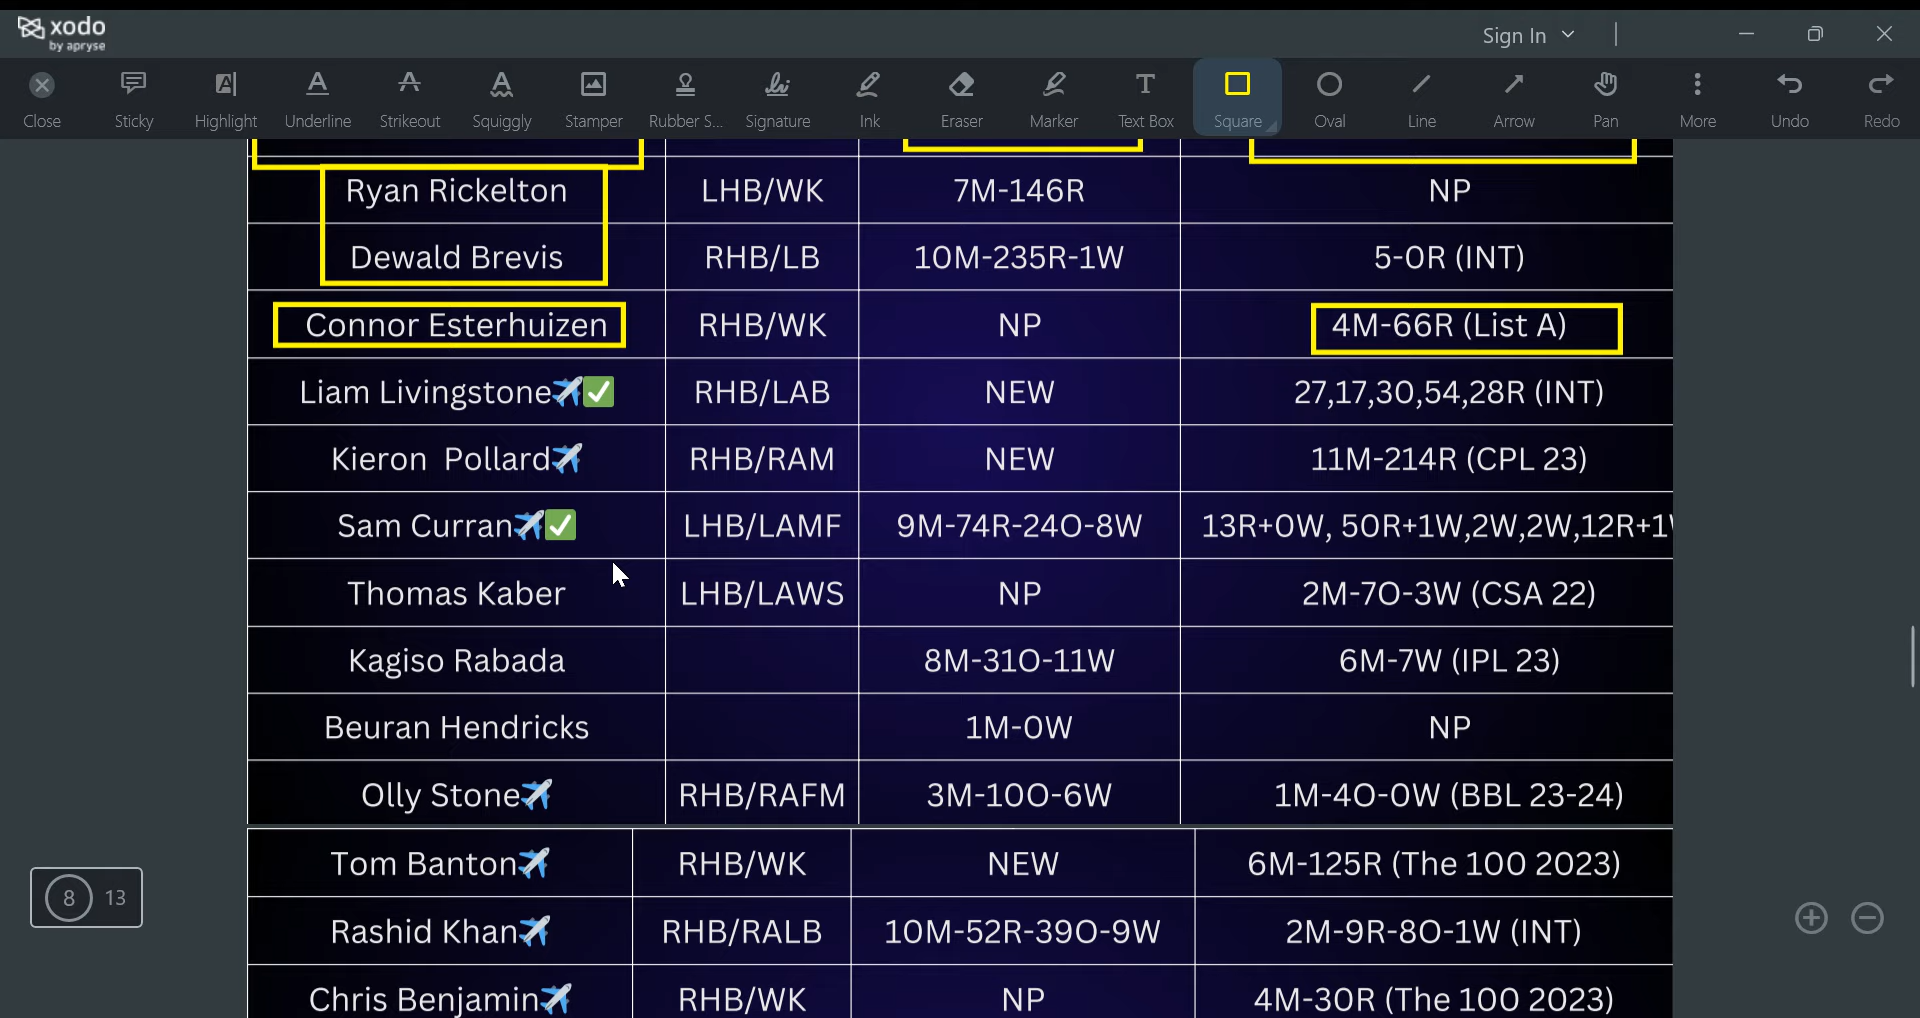 xodo
by apryse
Sign In
Close Sticky Highlight Underline Strikeout Squiggly Stamper Rubber S... Signature Ink Eraser Marker Text Box Square Oval Line Arrow Pan More Undo Redo
Ryan Rickelton LHB/WK 7M-146R NP
Dewald Brevis RHB/LB 10M-235R-1W 5-0R (INT)
Connor Esterhuizen RHB/WK NP 4M-66R (List A)
Liam Livingstone✈️✅ RHB/LAB NEW 27,17,30,54,28R (INT)
Kieron Pollard✈️ RHB/RAM NEW 11M-214R (CPL 23)
Sam Curran✈️✅ LHB/LAMF 9M-74R-24O-8W 13R+0W, 50R+1W,2W,2W,12R+1
Thomas Kaber LHB/LAWS NP 2M-7O-3W (CSA 22)
Kagiso Rabada 8M-31O-11W 6M-7W (IPL 23)
Beuran Hendricks 1M-0W NP
Olly Stone✈️ RHB/RAFM 3M-10O-6W 1M-4O-0W (BBL 23-24)
Tom Banton✈️ RHB/WK NEW 6M-125R (The 100 2023)
Rashid Khan✈️ RHB/RALB 10M-52R-39O-9W 2M-9R-8O-1W (INT)
Chris Benjamin✈️ RHB/WK NP 4M-30R (The 100 2023)
8 13